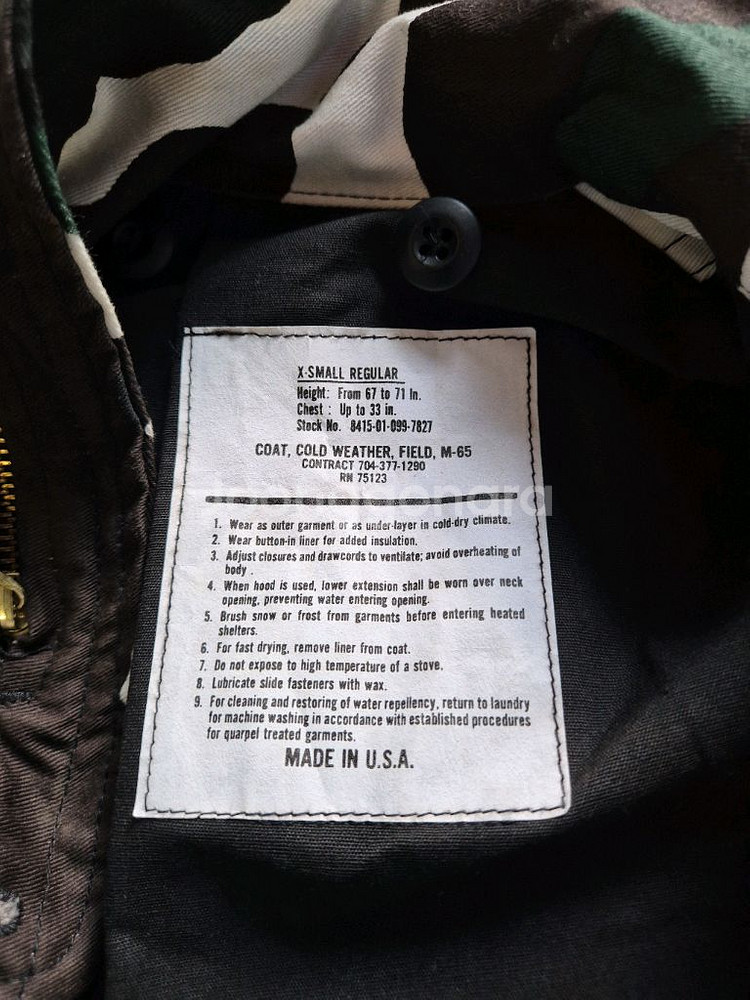 X-SMALL REGULAR
Height: From 67 to 71 In.
Chest : Up to 33 in.
Stock No. 8415-01-099-7827
COAT, COLD WEATHER, FIELD, M-65
CONTRACT 704-377-1290
RN 75123
1. Wear as outer garment or as under-layer in cold-dry climate.
2. Wear button-in liner for added insulation.
3. Adjust closures and drawcords to ventilate; avoid overheating of
body .
4. When hood is used, lower extension shall be worn over neck
opening, preventing water entering opening.
5. Brush snow or frost from garments before entering heated
shelters.
6. For fast drying, remove liner from coat.
7. Do not expose to high temperature of a stove.
8. Lubricate slide fasteners with wax.
9. For cleaning and restoring of water repellency, return to laundry
for machine washing in accordance with established procedures
for quarpel treated garments.
MADE IN U.S.A.